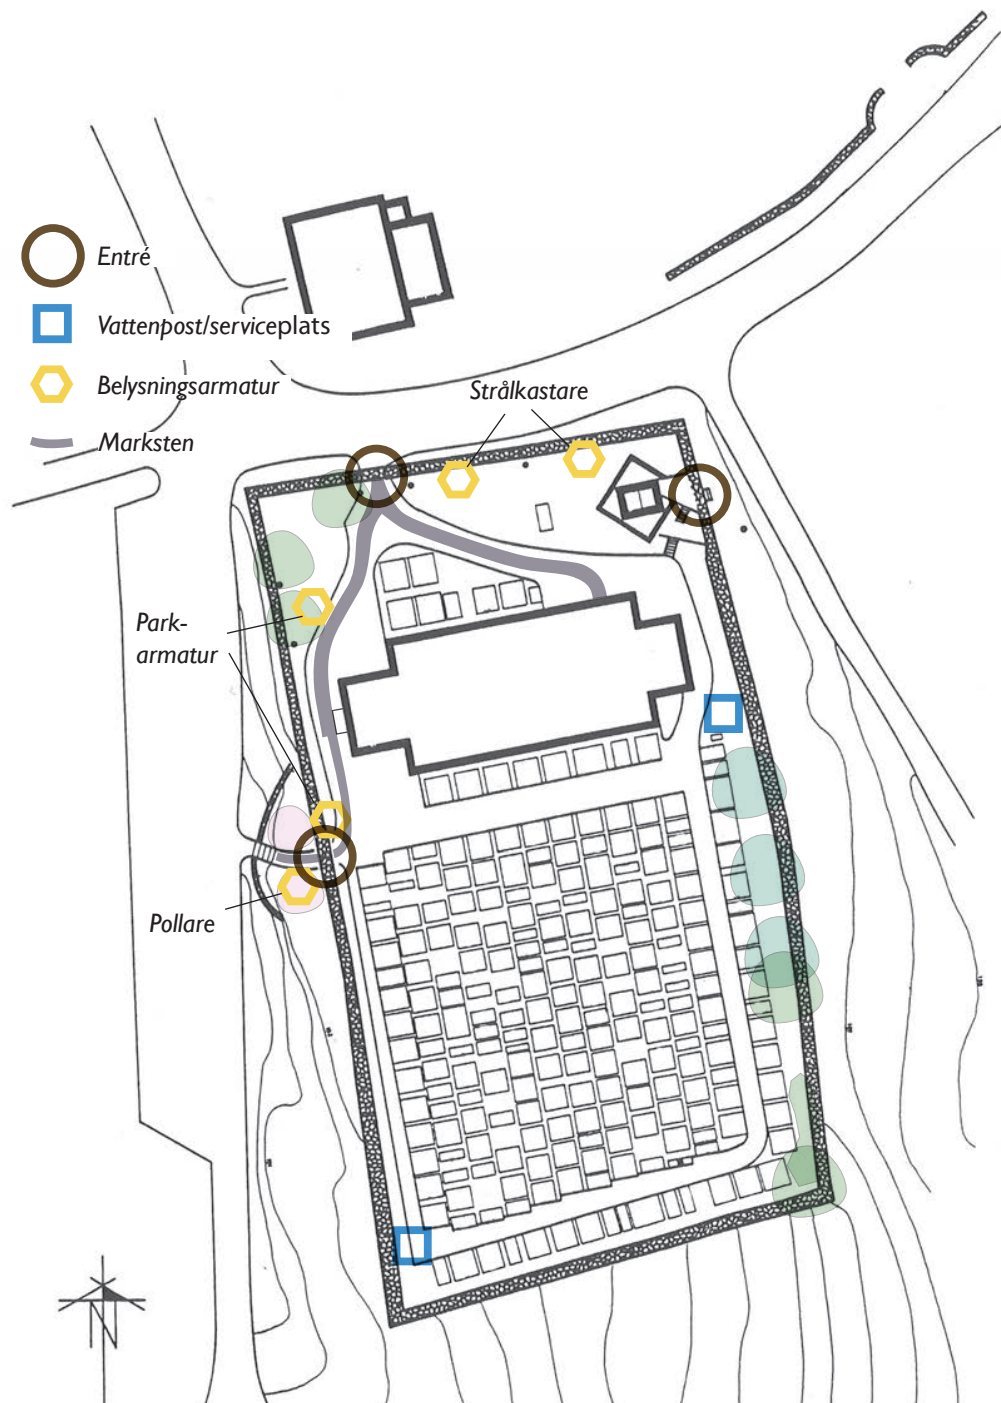 Entré
Vattenpost/serviceplats
Belysningsarmatur
Marksten
Strålkastare
Park-
armatur
Pollare
N